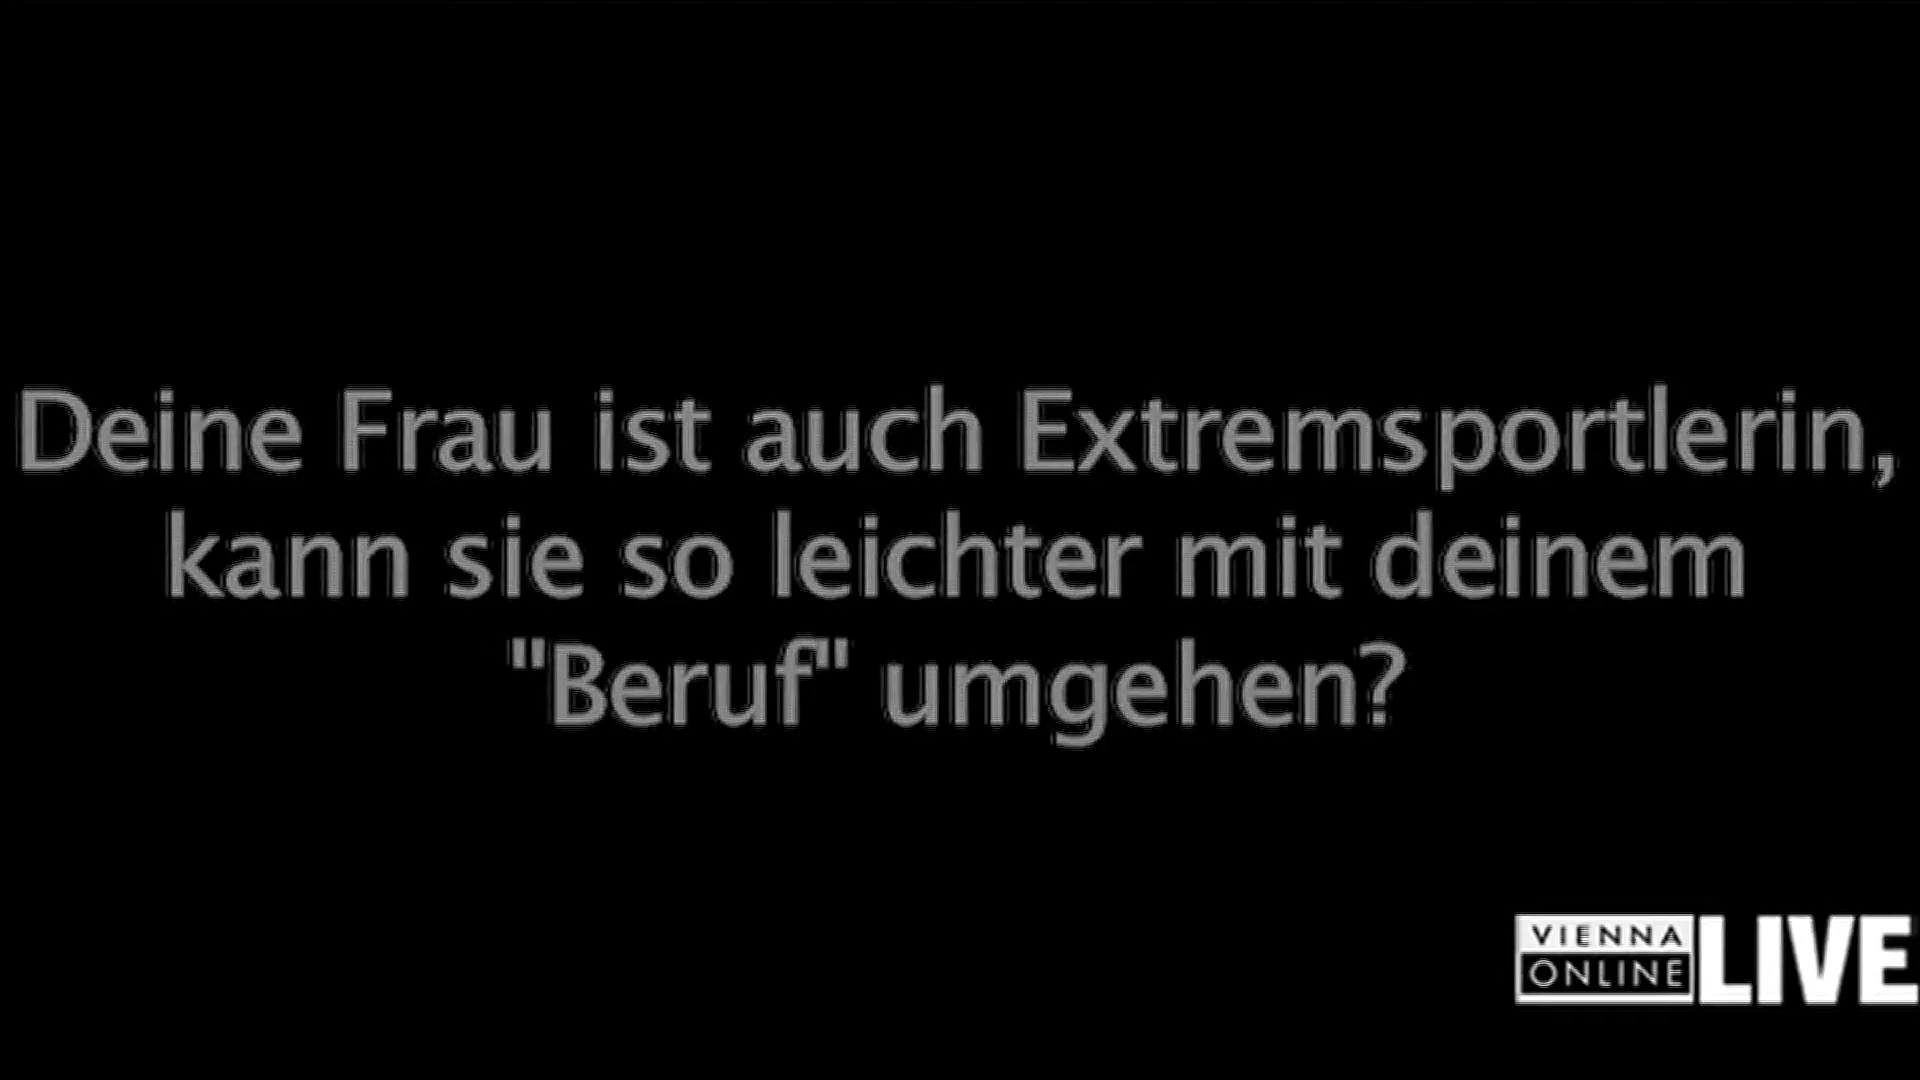 Deine Frau ist auch Extremsportlerin,
kann sie so leichter mit deinem
"Beruf" umgehen?
VIENNA
ONLINE
LIVE